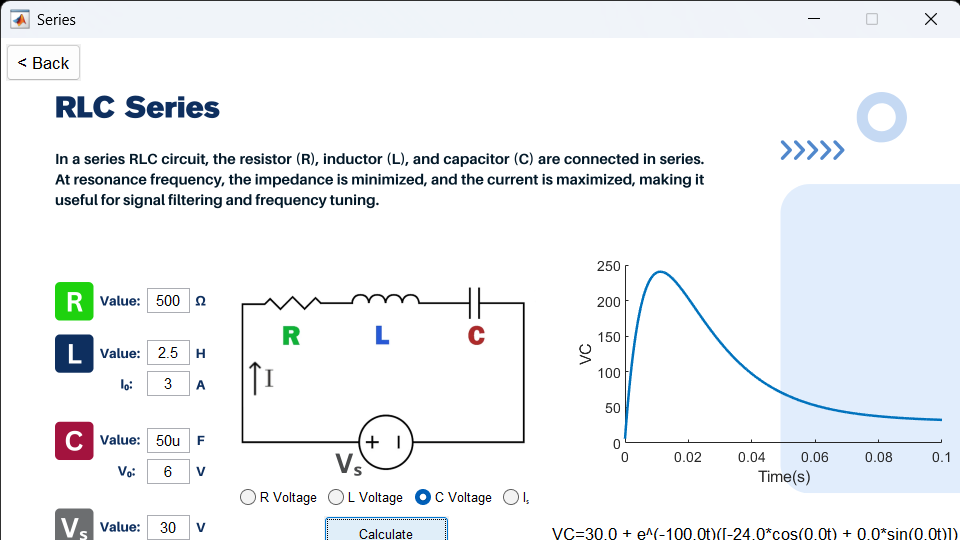 Series
< Back
RLC Series
In a series RLC circuit, the resistor (R), inductor (L), and capacitor (C) are connected in series.
At resonance frequency, the impedance is minimized, and the current is maximized, making it
useful for signal filtering and frequency tuning.
R Value: 500 Ω
L Value: 2.5 H
I₀: 3 A
C Value: 50u F
V₀: 6 V
Vs Value: 30 V
R L C
I
+ I
Vs
R Voltage L Voltage C Voltage Is
Calculate
250
200
150
100
50
0
VC
0 0.02 0.04 0.06 0.08 0.1
Time(s)
VC=30.0 + e^(-100.0t)([-24.0*cos(0.0t) + 0.0*sin(0.0t)])